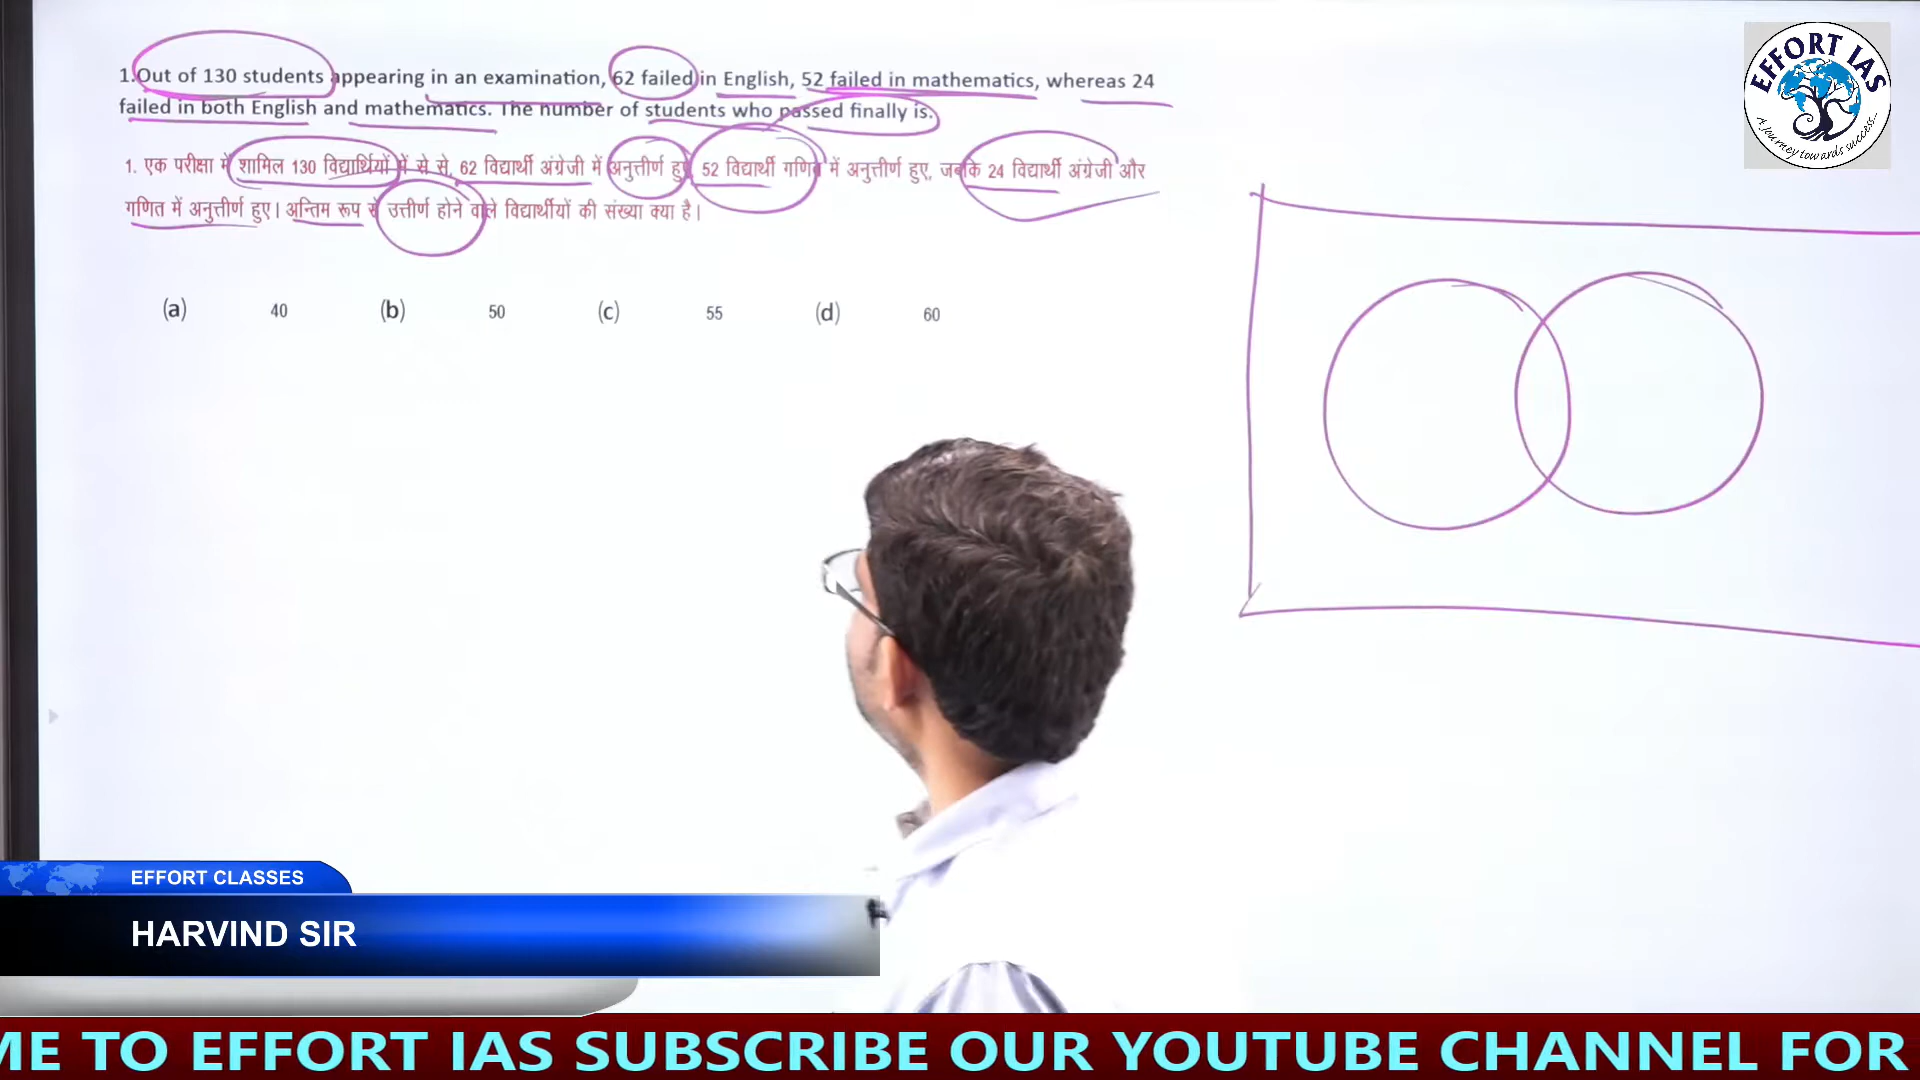 1.Out of 130 students appearing in an examination, 62 failed in English, 52 failed in mathematics, whereas 24
failed in both English and mathematics. The number of students who passed finally is:
1. एक परीक्षा में शामिल 130 विद्यार्थियों में से से, 62 विद्यार्थी अंग्रेजी में अनुत्तीर्ण हुए 52 विद्यार्थी गणित में अनुत्तीर्ण हुए, जबकि 24 विद्यार्थी अंग्रेजी और
गणित में अनुत्तीर्ण हुए। अन्तिम रूप से उत्तीर्ण होने वाले विद्यार्थीयों की संख्या क्या है।
(a) 40 (b) 50 (c) 55 (d) 60
EFFORT IAS
A Journey towards success...
EFFORT CLASSES
HARVIND SIR
ME TO EFFORT IAS SUBSCRIBE OUR YOUTUBE CHANNEL FOR